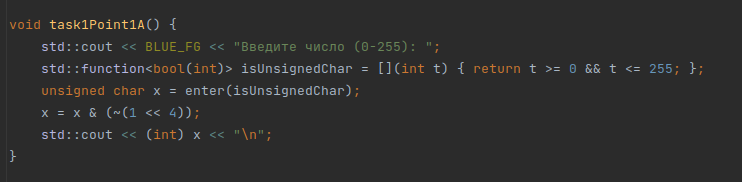 void task1Point1A() {
    std::cout << BLUE_FG << "Введите число (0-255): ";
    std::function<bool(int)> isUnsignedChar = [](int t) { return t >= 0 && t <= 255; };
    unsigned char x = enter(isUnsignedChar);
    x = x & (~(1 << 4));
    std::cout << (int) x << "\n";
}